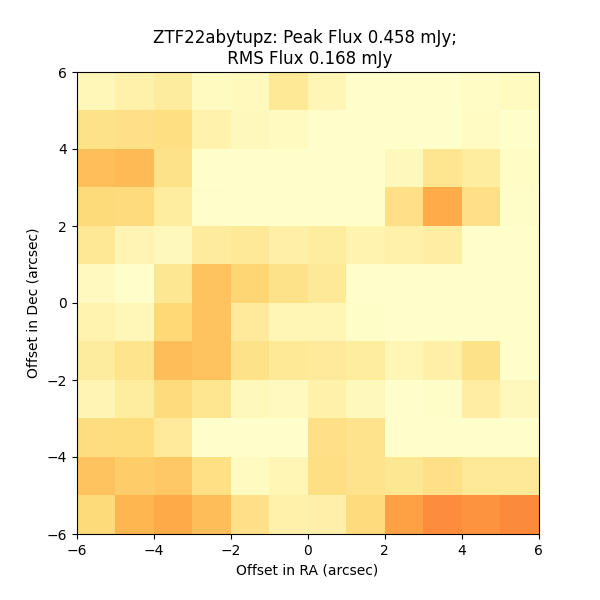 ZTF22abytupz: Peak Flux 0.458 mJy;
RMS Flux 0.168 mJy
6
4
2
0
−2
−4
−6
Offset in Dec (arcsec)
−6 −4 −2 0 2 4 6
Offset in RA (arcsec)